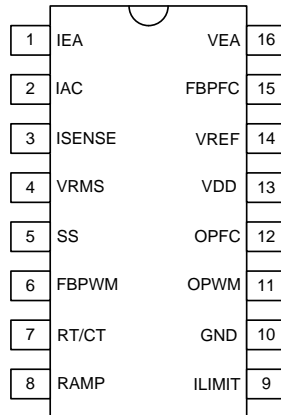 1 IEA VEA 16
2 IAC FBPFC 15
3 ISENSE VREF 14
4 VRMS VDD 13
5 SS OPFC 12
6 FBPWM OPWM 11
7 RT/CT GND 10
8 RAMP ILIMIT 9